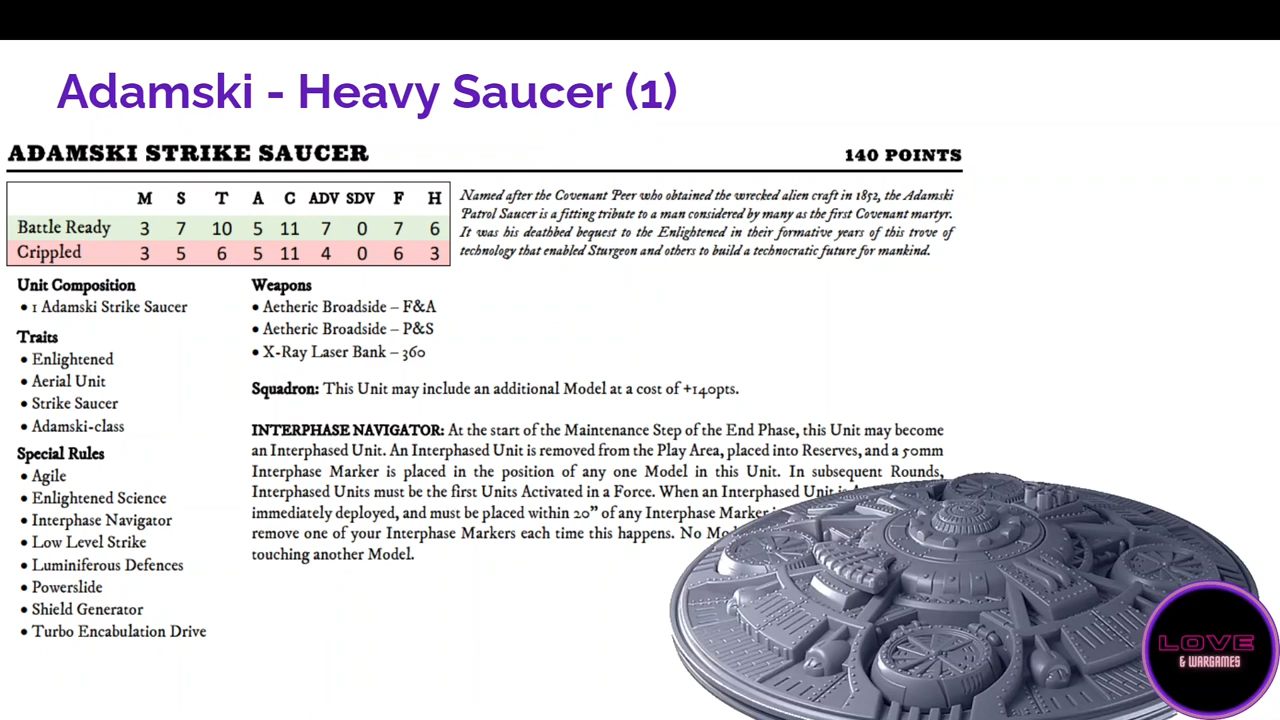 Adamski - Heavy Saucer (1)
ADAMSKI STRIKE SAUCER
140 POINTS
M S T A C ADV SDV F H
Battle Ready 3 7 10 5 11 7 0 7 6
Crippled 3 5 6 5 11 4 0 6 3
Named after the Covenant Peer who obtained the wrecked alien craft in 1852, the Adamski
Patrol Saucer is a fitting tribute to a man considered by many as the first Covenant martyr.
It was his deathbed bequest to the Enlightened in their formative years of this trove of
technology that enabled Sturgeon and others to build a technocratic future for mankind.
Unit Composition
• 1 Adamski Strike Saucer
Traits
• Enlightened
• Aerial Unit
• Strike Saucer
• Adamski-class
Special Rules
• Agile
• Enlightened Science
• Interphase Navigator
• Low Level Strike
• Luminiferous Defences
• Powerslide
• Shield Generator
• Turbo Encabulation Drive
Weapons
• Aetheric Broadside – F&A
• Aetheric Broadside – P&S
• X-Ray Laser Bank – 360
Squadron: This Unit may include an additional Model at a cost of +140pts.
INTERPHASE NAVIGATOR: At the start of the Maintenance Step of the End Phase, this Unit may become
an Interphased Unit. An Interphased Unit is removed from the Play Area, placed into Reserves, and a 50mm
Interphase Marker is placed in the position of any one Model in this Unit. In subsequent Rounds,
Interphased Units must be the first Units Activated in a Force. When an Interphased Unit
immediately deployed, and must be placed within 20" of any Interphase Marker
remove one of your Interphase Markers each time this happens. No
touching another Model.
LOVE
& WARGAMES